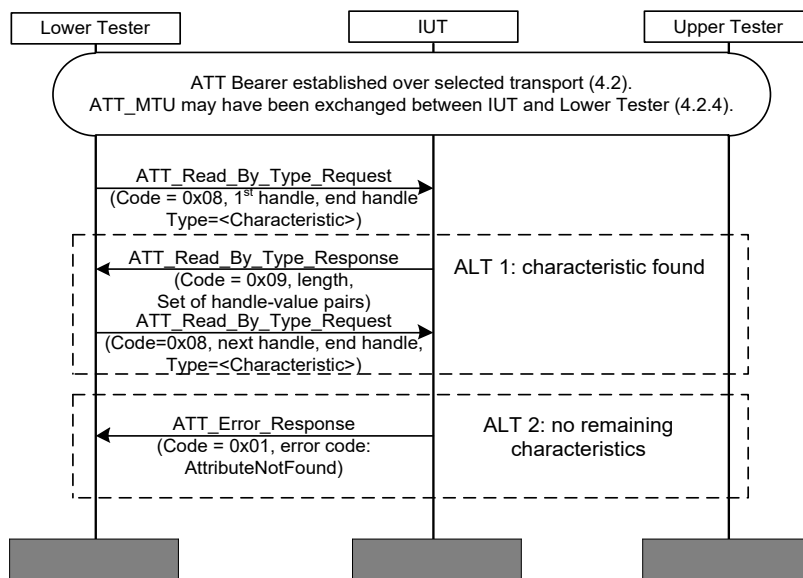 Lower Tester
IUT
Upper Tester
ATT Bearer established over selected transport (4.2).
ATT_MTU may have been exchanged between IUT and Lower Tester (4.2.4).
ATT_Read_By_Type_Request
(Code = 0x08, 1st handle, end handle
Type=<Characteristic>)
ATT_Read_By_Type_Response
(Code = 0x09, length,
Set of handle-value pairs)
ALT 1: characteristic found
ATT_Read_By_Type_Request
(Code=0x08, next handle, end handle,
Type=<Characteristic>)
ATT_Error_Response
(Code = 0x01, error code:
AttributeNotFound)
ALT 2: no remaining
characteristics